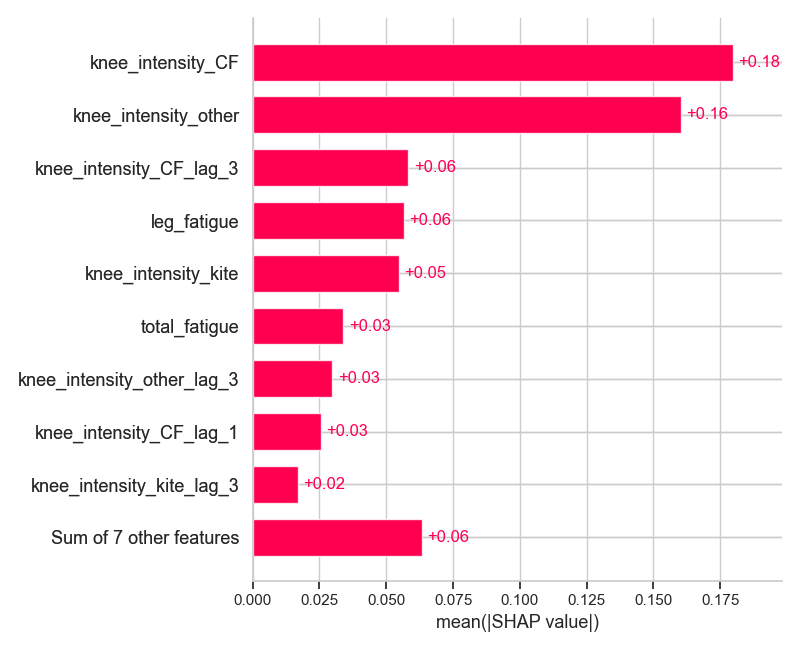 knee_intensity_CF +0.18
knee_intensity_other +0.16
knee_intensity_CF_lag_3 +0.06
leg_fatigue +0.06
knee_intensity_kite +0.05
total_fatigue +0.03
knee_intensity_other_lag_3 +0.03
knee_intensity_CF_lag_1 +0.03
knee_intensity_kite_lag_3 +0.02
Sum of 7 other features +0.06
0.000 0.025 0.050 0.075 0.100 0.125 0.150 0.175
mean(|SHAP value|)